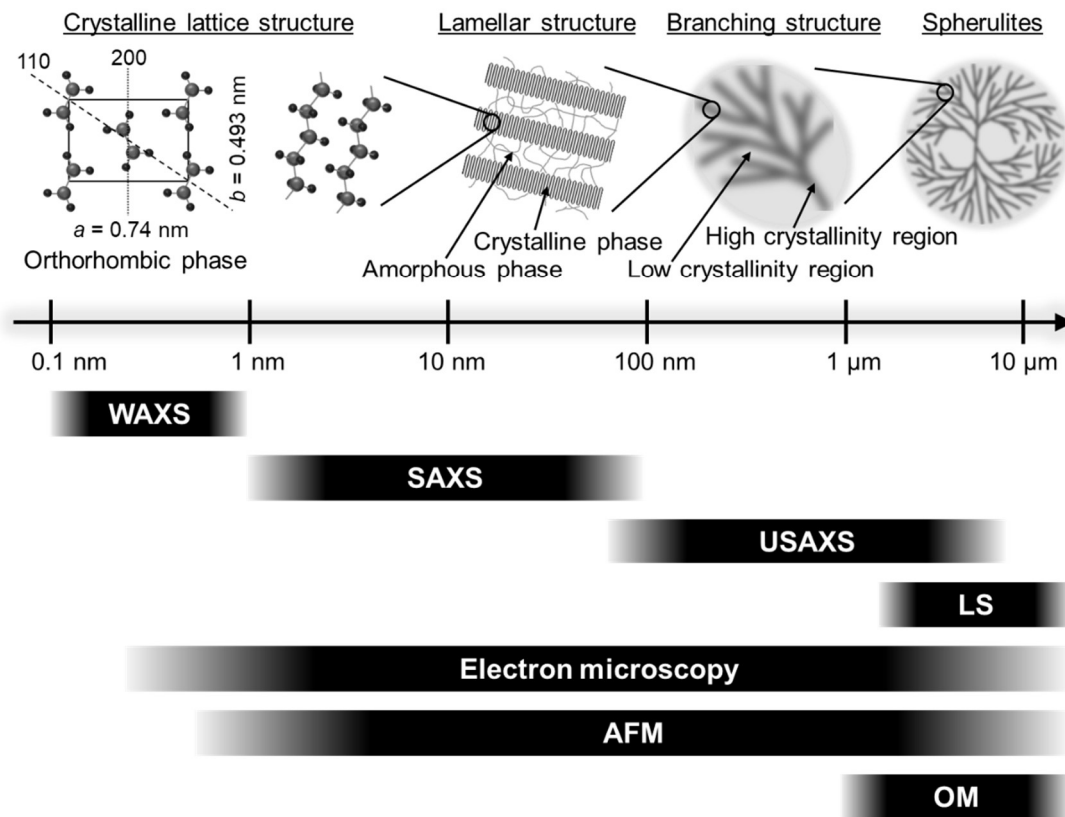 Crystalline lattice structure
Lamellar structure
Branching structure
Spherulites
110
200
b = 0.493 nm
a = 0.74 nm
Orthorhombic phase
Crystalline phase
Amorphous phase
High crystallinity region
Low crystallinity region
0.1 nm
1 nm
10 nm
100 nm
1 µm
10 µm
WAXS
SAXS
USAXS
LS
Electron microscopy
AFM
OM